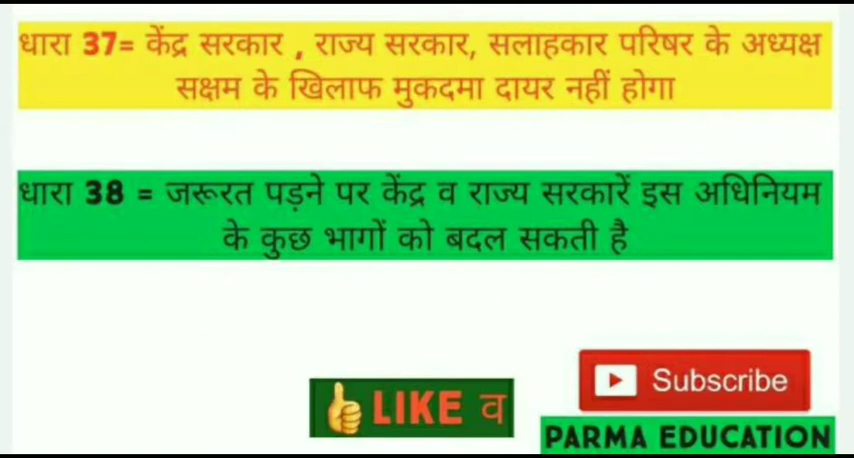 धारा 37= केंद्र सरकार , राज्य सरकार, सलाहकार परिषर के अध्यक्ष
सक्षम के खिलाफ मुकदमा दायर नहीं होगा
धारा 38 = जरूरत पड़ने पर केंद्र व राज्य सरकारें इस अधिनियम
के कुछ भागों को बदल सकती है
LIKE व
Subscribe
PARMA EDUCATION